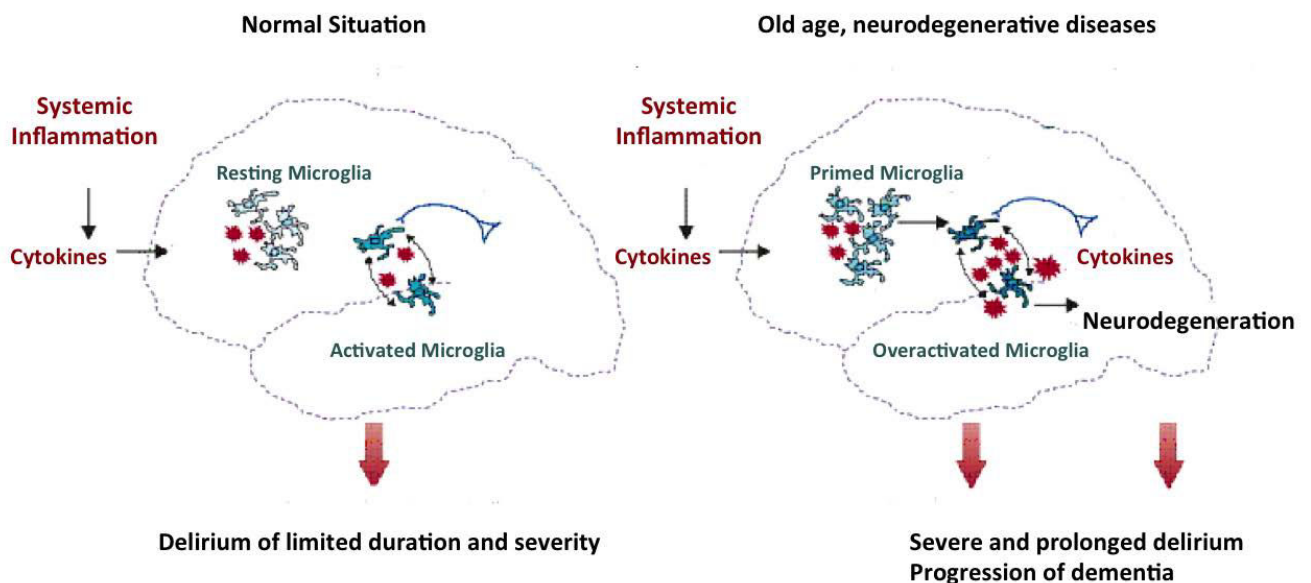 Normal Situation
Systemic
Inflammation
Resting Microglia
Cytokines
Activated Microglia
Delirium of limited duration and severity
Old age, neurodegenerative diseases
Systemic
Inflammation
Primed Microglia
Cytokines
Cytokines
Neurodegeneration
Overactivated Microglia
Severe and prolonged delirium
Progression of dementia